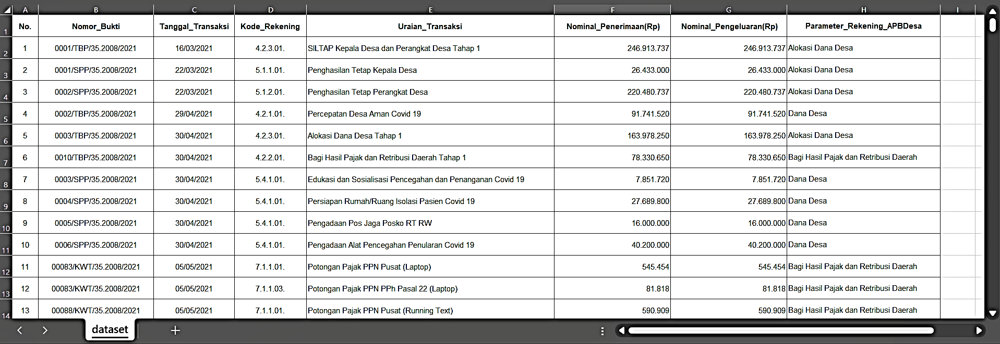 A B C D E F G H I
1 No. Nomor_Bukti Tanggal_Transaksi Kode_Rekening Uraian_Transaksi Nominal_Penerimaan(Rp) Nominal_Pengeluaran(Rp) Parameter_Rekening_APBDesa
2 1 0001/TBP/35.2008/2021 16/03/2021 4.2.3.01. SILTAP Kepala Desa dan Perangkat Desa Tahap 1 246.913.737 246.913.737 Alokasi Dana Desa
3 2 0001/SPP/35.2008/2021 22/03/2021 5.1.1.01. Penghasilan Tetap Kepala Desa 26.433.000 26.433.000 Alokasi Dana Desa
4 3 0002/SPP/35.2008/2021 22/03/2021 5.1.2.01. Penghasilan Tetap Perangkat Desa 220.480.737 220.480.737 Alokasi Dana Desa
5 4 0002/TBP/35.2008/2021 29/04/2021 4.2.1.01. Percepatan Desa Aman Covid 19 91.741.520 91.741.520 Dana Desa
6 5 0003/TBP/35.2008/2021 30/04/2021 4.2.3.01. Alokasi Dana Desa Tahap 1 163.978.250 163.978.250 Alokasi Dana Desa
7 6 0010/TBP/35.2008/2021 30/04/2021 4.2.2.01. Bagi Hasil Pajak dan Retribusi Daerah Tahap 1 78.330.650 78.330.650 Bagi Hasil Pajak dan Retribusi Daerah
8 7 0003/SPP/35.2008/2021 30/04/2021 5.4.1.01. Edukasi dan Sosialisasi Pencegahan dan Penanganan Covid 19 7.851.720 7.851.720 Dana Desa
9 8 0004/SPP/35.2008/2021 30/04/2021 5.4.1.01. Persiapan Rumah/Ruang Isolasi Pasien Covid 19 27.689.800 27.689.800 Dana Desa
10 9 0005/SPP/35.2008/2021 30/04/2021 5.4.1.01. Pengadaan Pos Jaga Posko RT RW 16.000.000 16.000.000 Dana Desa
11 10 0006/SPP/35.2008/2021 30/04/2021 5.4.1.01. Pengadaan Alat Pencegahan Penularan Covid 19 40.200.000 40.200.000 Dana Desa
12 11 00083/KWT/35.2008/2021 05/05/2021 7.1.1.01. Potongan Pajak PPN Pusat (Laptop) 545.454 545.454 Bagi Hasil Pajak dan Retribusi Daerah
13 12 00083/KWT/35.2008/2021 05/05/2021 7.1.1.03. Potongan Pajak PPN PPh Pasal 22 (Laptop) 81.818 81.818 Bagi Hasil Pajak dan Retribusi Daerah
14 13 00088/KWT/35.2008/2021 05/05/2021 7.1.1.01. Potongan Pajak PPN Pusat (Running Text) 590.909 590.909 Bagi Hasil Pajak dan Retribusi Daerah
dataset